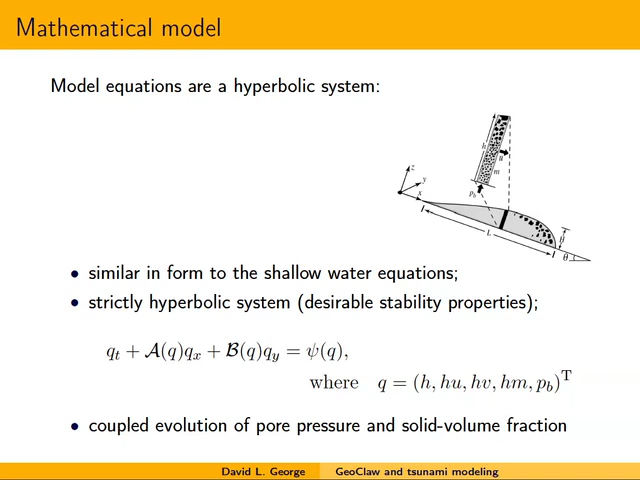 Mathematical model
Model equations are a hyperbolic system:
h
u
m
p_b
z
y
x
L
H
θ
• similar in form to the shallow water equations;
• strictly hyperbolic system (desirable stability properties);
q_t + 𝒜(q)q_x + ℬ(q)q_y = ψ(q),
where q = (h, hu, hv, hm, p_b)^T
• coupled evolution of pore pressure and solid-volume fraction
David L. George GeoClaw and tsunami modeling